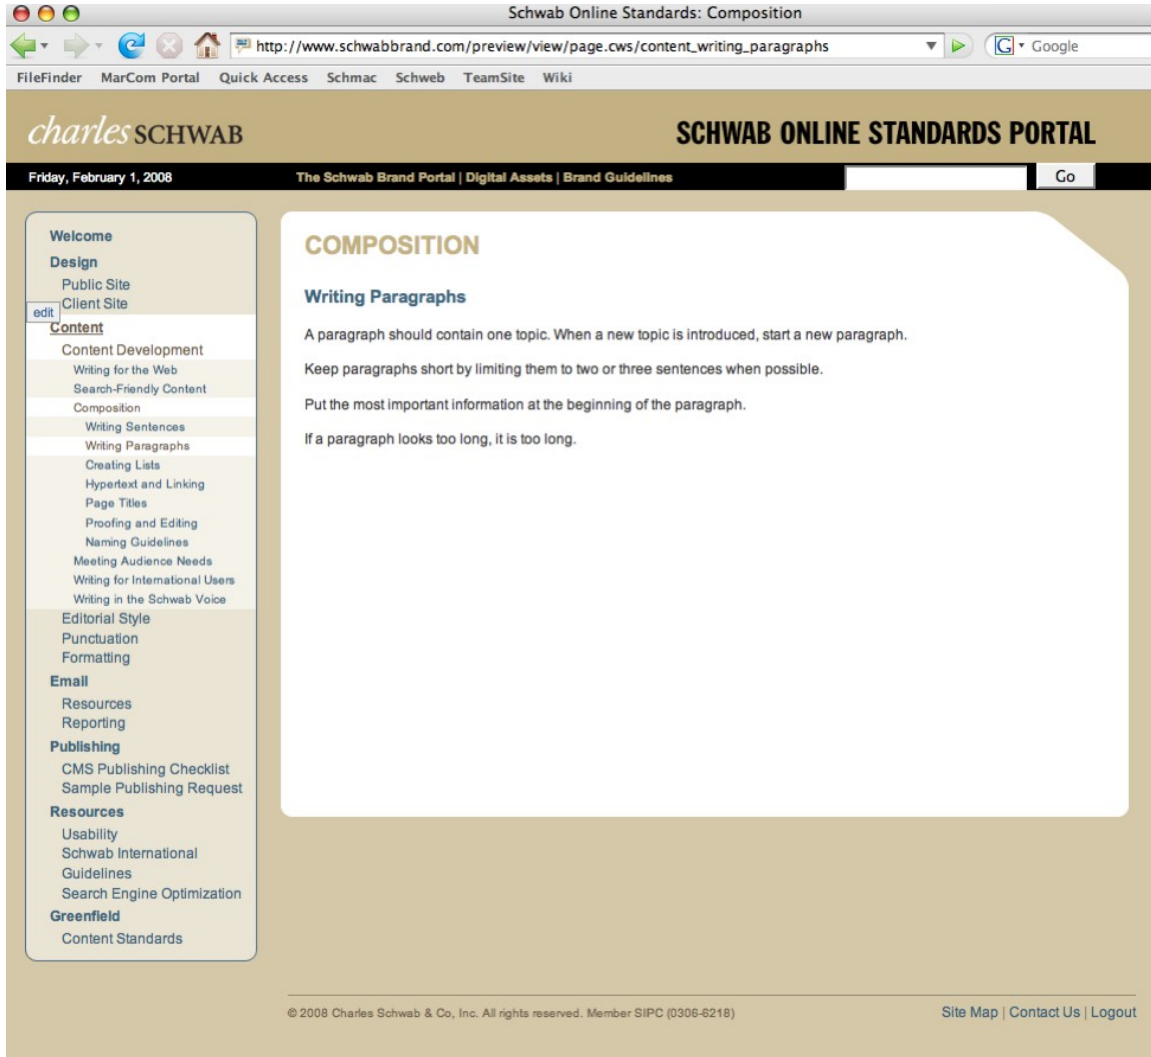 Schwab Online Standards: Composition
http://www.schwabbrand.com/preview/view/page.cws/content_writing_paragraphs
G Google
FileFinder MarCom Portal Quick Access Schmac Schweb TeamSite Wiki
charles SCHWAB
SCHWAB ONLINE STANDARDS PORTAL
Friday, February 1, 2008
The Schwab Brand Portal | Digital Assets | Brand Guidelines
Go
Welcome
Design
Public Site
Client Site
edit
Content
Content Development
Writing for the Web
Search-Friendly Content
Composition
Writing Sentences
Writing Paragraphs
Creating Lists
Hypertext and Linking
Page Titles
Proofing and Editing
Naming Guidelines
Meeting Audience Needs
Writing for International Users
Writing in the Schwab Voice
Editorial Style
Punctuation
Formatting
Email
Resources
Reporting
Publishing
CMS Publishing Checklist
Sample Publishing Request
Resources
Usability
Schwab International
Guidelines
Search Engine Optimization
Greenfield
Content Standards
COMPOSITION
Writing Paragraphs
A paragraph should contain one topic. When a new topic is introduced, start a new paragraph.
Keep paragraphs short by limiting them to two or three sentences when possible.
Put the most important information at the beginning of the paragraph.
If a paragraph looks too long, it is too long.
© 2008 Charles Schwab & Co, Inc. All rights reserved. Member SIPC (0306-6218)
Site Map | Contact Us | Logout